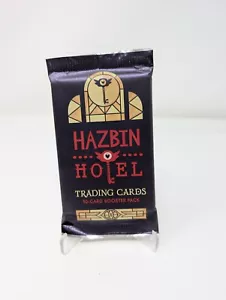 HAZBIN
HOTEL
TRADING CARDS
10-CARD BOOSTER PACK